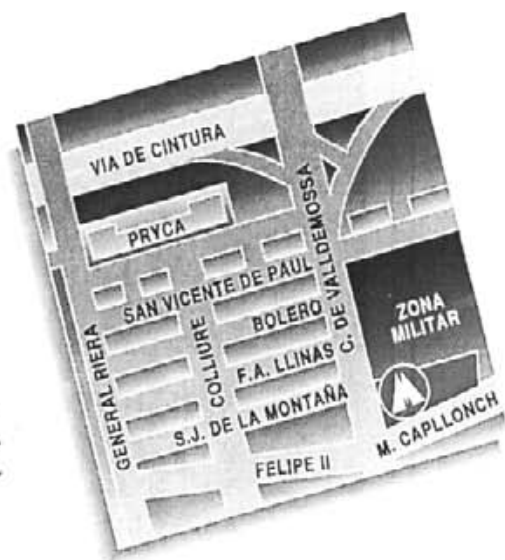 VIA DE CINTURA
PRYCA
SAN VICENTE DE PAUL
BOLERO
F.A. LLINAS
S.J. DE LA MONTAÑA
FELIPE II
GENERAL RIERA
COLLIURE
C. DE VALLDEMOSSA
ZONA
MILITAR
M. CAPLLONCH